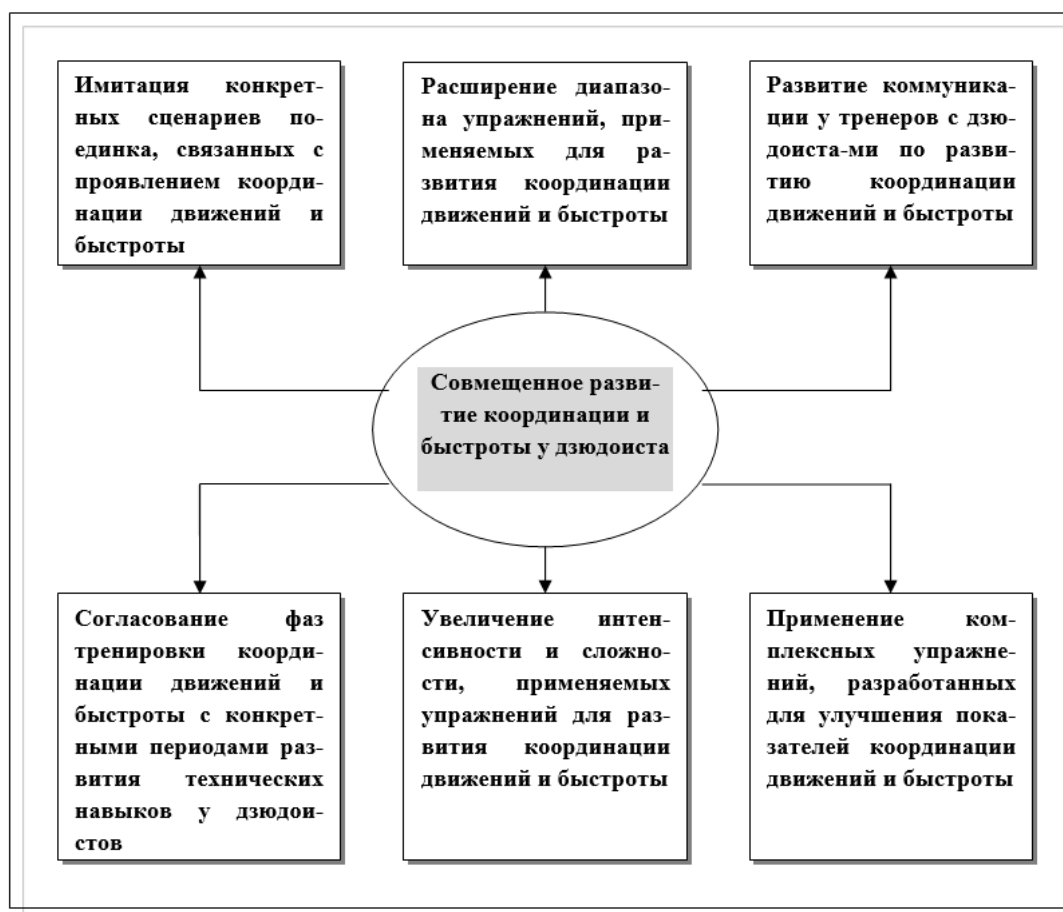 Имитация конкрет-
ных сценариев по-
единка, связанных с
проявлением коорди-
нации движений и
быстроты
Расширение диапазо-
на упражнений, при-
меняемых для ра-
звития координации
движений и быстроты
Развитие коммуника-
ции у тренеров с дзю-
доиста-ми по разви-
тию координации
движений и быстроты
Совмещенное разви-
тие координации и
быстроты у дзюдоиста
Согласование фаз
тренировки коорди-
нации движений и
быстроты с конкрет-
ными периодами раз-
вития технических
навыков у дзюдои-
стов
Увеличение интен-
сивности и сложно-
сти, применяемых
упражнений для раз-
вития координации
движений и быстроты
Применение ком-
плексных упражне-
ний, разработанных
для улучшения пока-
зателей координации
движений и быстроты